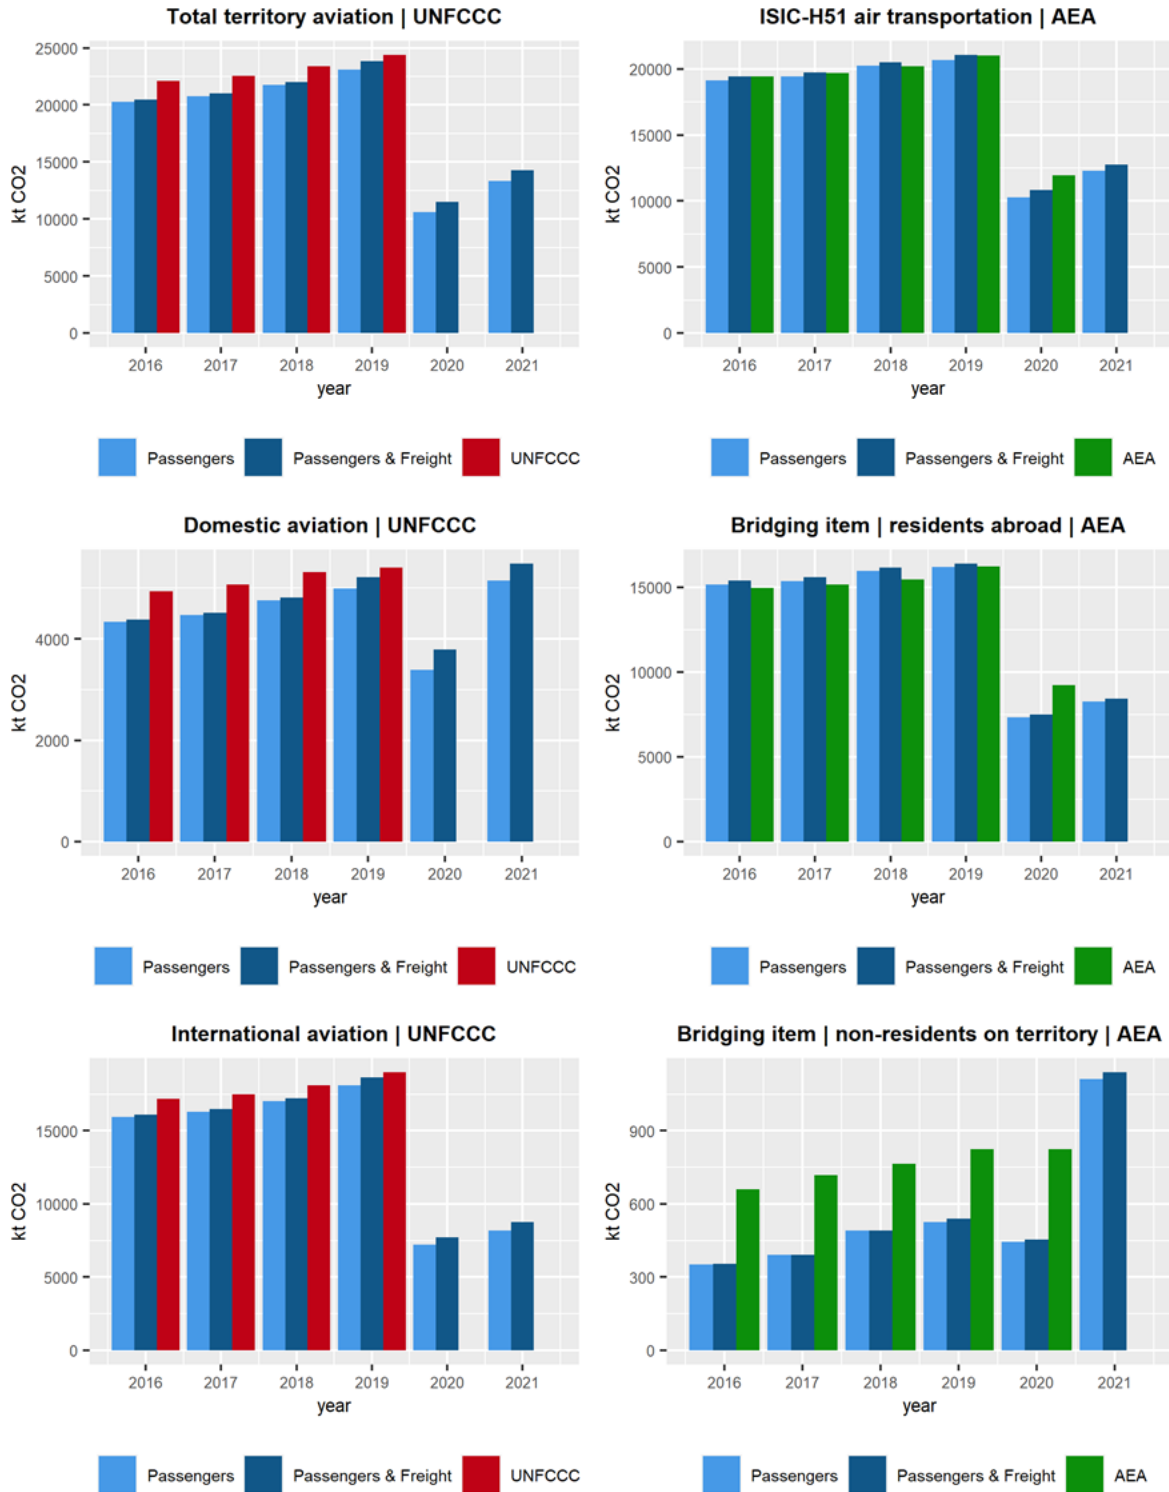 Total territory aviation | UNFCCC
25000
20000
15000
10000
5000
0
kt CO2
2016 2017 2018 2019 2020 2021
year
Passengers Passengers & Freight UNFCCC
ISIC-H51 air transportation | AEA
20000
15000
10000
5000
0
kt CO2
2016 2017 2018 2019 2020 2021
year
Passengers Passengers & Freight AEA
Domestic aviation | UNFCCC
4000
2000
0
kt CO2
2016 2017 2018 2019 2020 2021
year
Passengers Passengers & Freight UNFCCC
Bridging item | residents abroad | AEA
15000
10000
5000
0
kt CO2
2016 2017 2018 2019 2020 2021
year
Passengers Passengers & Freight AEA
International aviation | UNFCCC
15000
10000
5000
0
kt CO2
2016 2017 2018 2019 2020 2021
year
Passengers Passengers & Freight UNFCCC
Bridging item | non-residents on territory | AEA
900
600
300
0
kt CO2
2016 2017 2018 2019 2020 2021
year
Passengers Passengers & Freight AEA